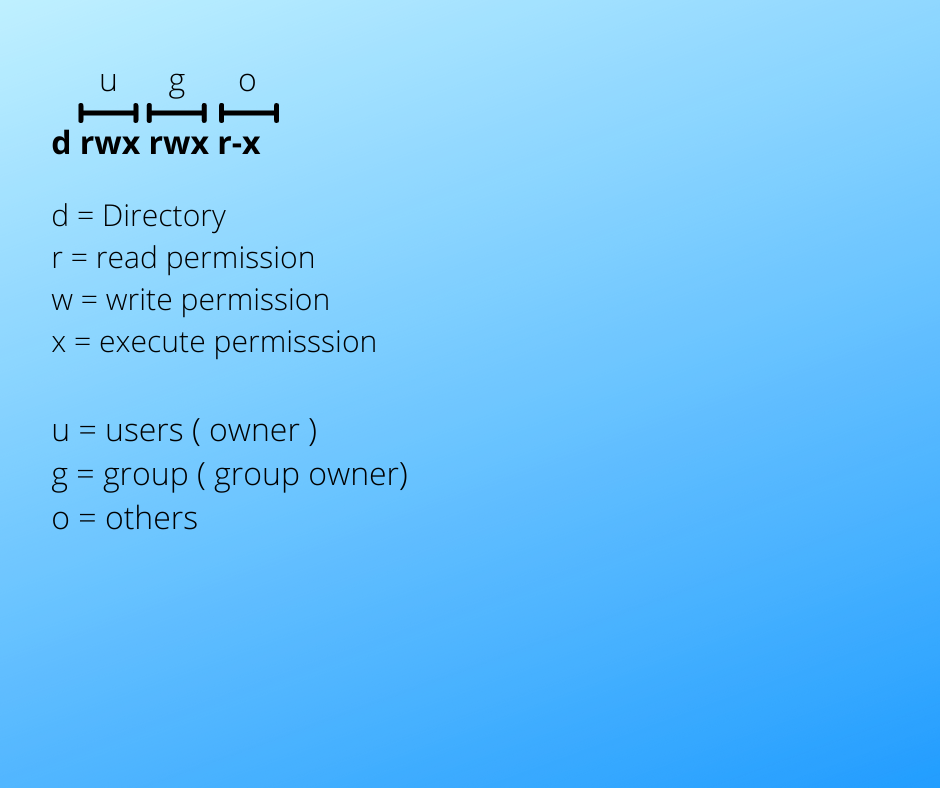 u g o
d rwx rwx r-x
d = Directory
r = read permission
w = write permission
x = execute permisssion
u = users ( owner )
g = group ( group owner)
o = others